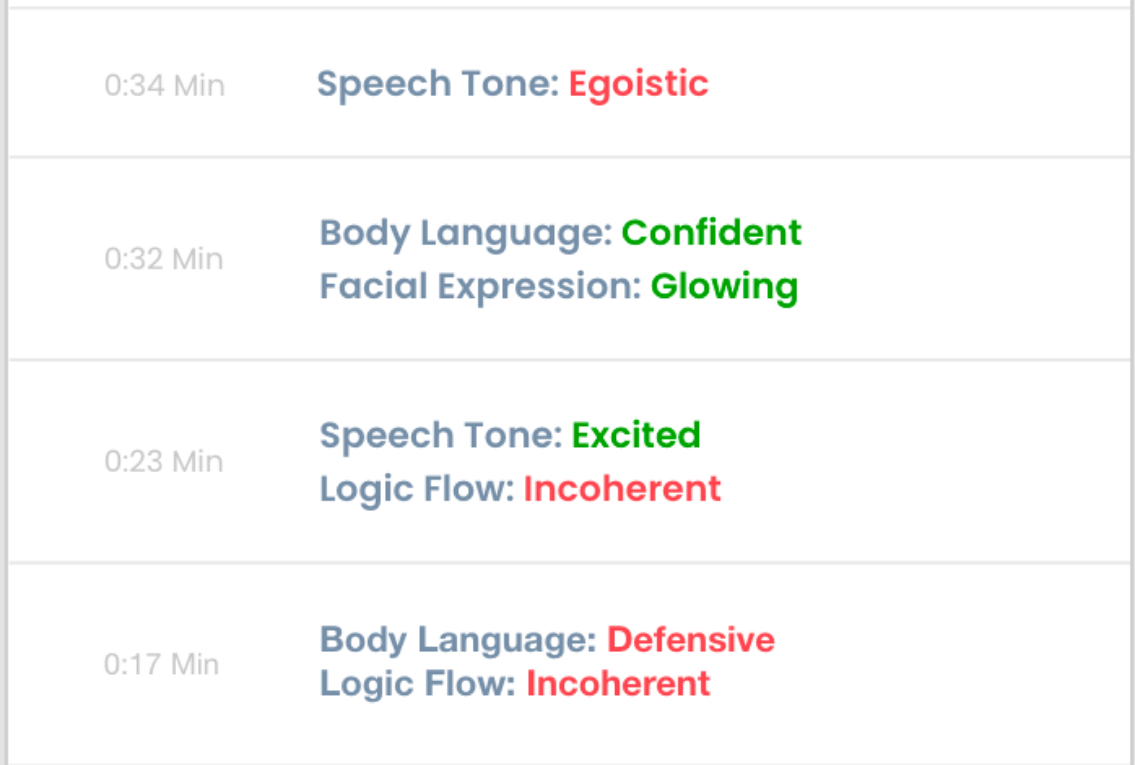 0:34 Min
Speech Tone: Egoistic
0:32 Min
Body Language: Confident
Facial Expression: Glowing
0:23 Min
Speech Tone: Excited
Logic Flow: Incoherent
0:17 Min
Body Language: Defensive
Logic Flow: Incoherent